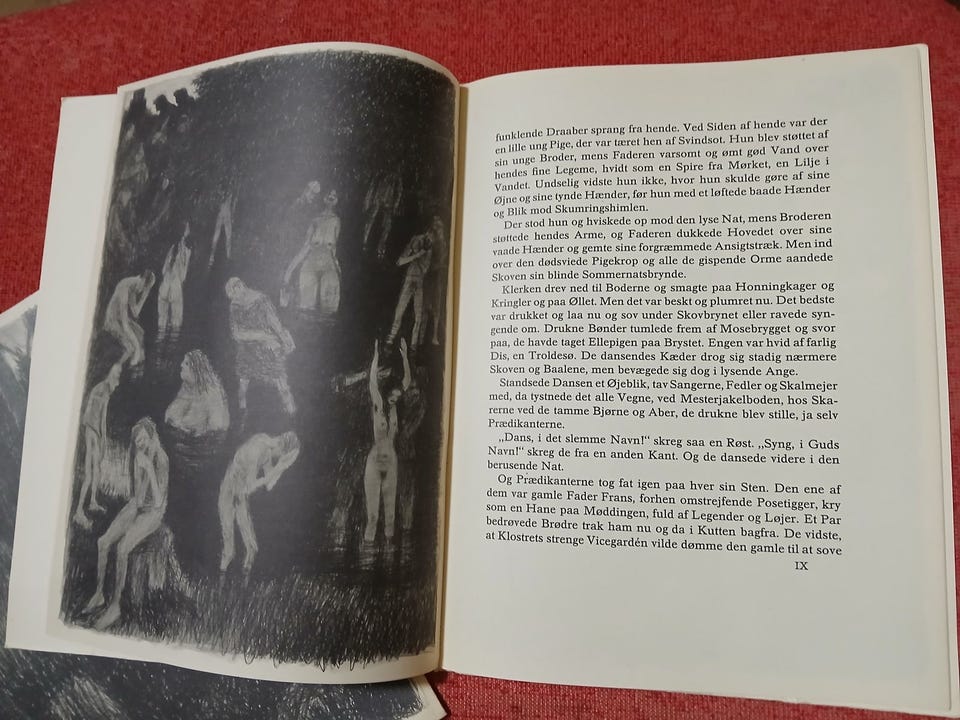 funklende Draaber sprang fra hende. Ved Siden af hende var der
en lille ung Pige, der var tæret hen af Svindsot. Hun blev støttet af
sin unge Broder, mens Faderen varsomt og ømt gød Vand over
hendes fine Legeme, hvidt som en Spire fra Mørket, en Lilje i
Vandet. Undselig vidste hun ikke, hvor hun skulde gøre af sine
Øjne og sine tynde Hænder, før hun med et løftede baade Hænder
og Blik mod Skumringshimlen.
Der stod hun og hviskede op mod den lyse Nat, mens Broderen
støttede hendes Arme, og Faderen dukkede Hovedet over sine
vaade Hænder og gemte sine forgræmmede Ansigtstræk. Men ind
over den dødsviede Pigekrop og alle de gispende Orme aandede
Skoven sin blinde Sommernatsbrynde.
Klerken drev ned til Boderne og smagte paa Honningkager og
Kringler og paa Øllet. Men det var beskt og plumret nu. Det bedste
var drukket og laa nu og sov under Skovbrynet eller ravede syn-
gende om. Drukne Bønder tumlede frem af Mosebrygget og svor
paa, de havde taget Ellepigen paa Brystet. Engen var hvid af farlig
Dis, en Troldesø. De dansendes Kæder drog sig stadig nærmere
Skoven og Baalene, men bevægede sig dog i lysende Ange.
Standsede Dansen et Øjeblik, tav Sangerne, Fedler og Skalmejer
med, da tystnede det alle Vegne, ved Mesterjakelboden, hos Ska-
rerne ved de tamme Bjørne og Aber, de drukne blev stille, ja selv
Prædikanterne.
„Dans, i det slemme Navn!“ skreg saa en Røst. „Syng, i Guds
Navn!“ skreg de fra en anden Kant. Og de dansede videre i den
berusende Nat.
Og Prædikanterne tog fat igen paa hver sin Sten. Den ene af
dem var gamle Fader Frans, forhen omstrejfende Posetigger, kry
som en Hane paa Møddingen, fuld af Legender og Løjer. Et Par
bedrøvede Brødre trak ham nu og da i Kutten bagfra. De vidste,
at Klostrets strenge Vicegardén vilde dømme den gamle til at sove
IX